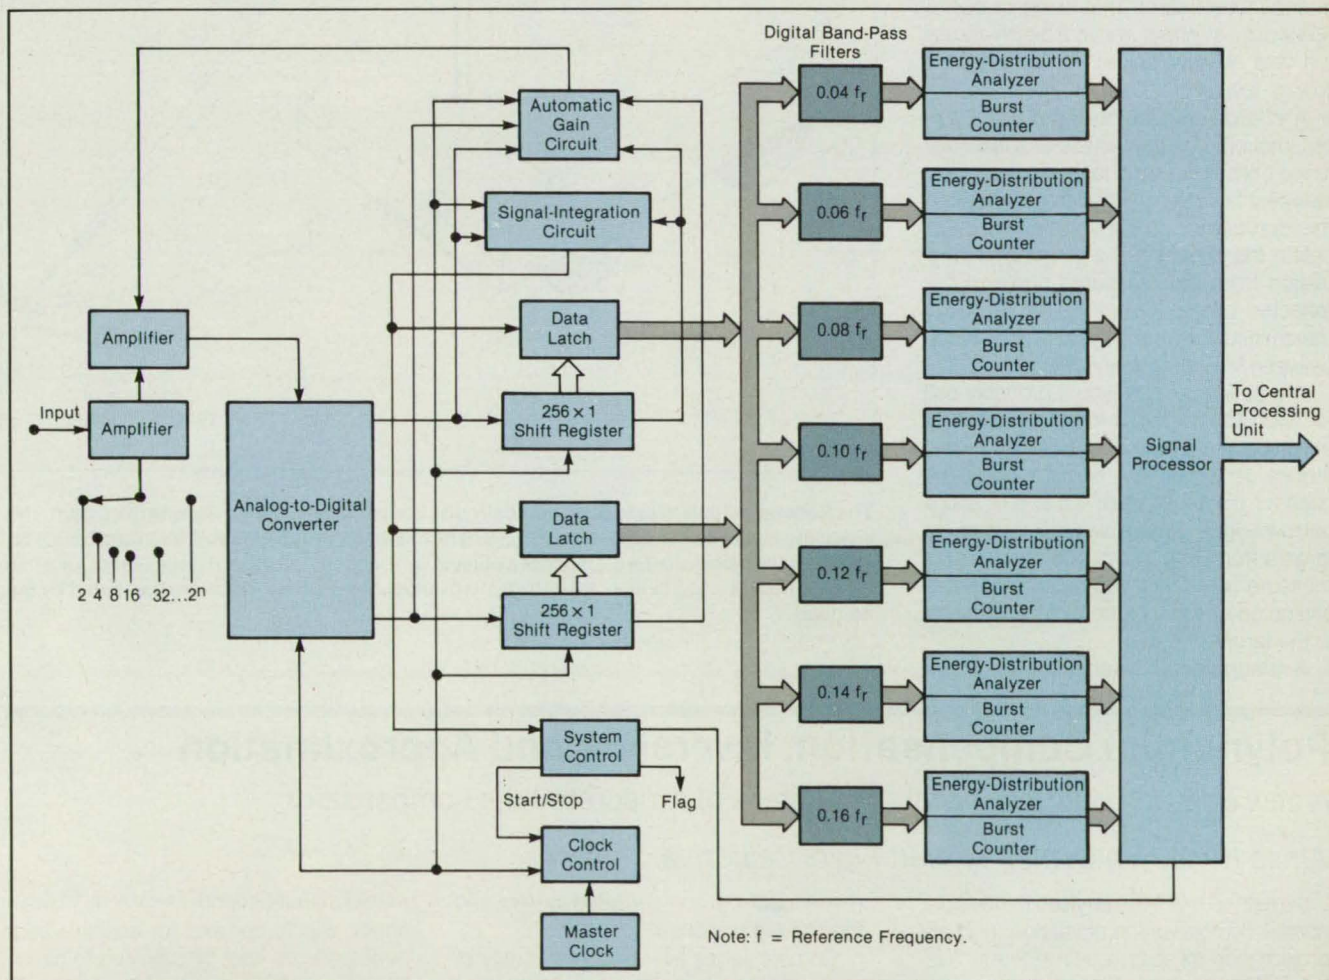 Digital Band-Pass
Filters
Automatic
Gain
Circuit
Signal-Integration
Circuit
Data
Latch
256 × 1
Shift Register
Data
Latch
256 × 1
Shift Register
Amplifier
Input
Amplifier
2 4 8 16 32...2ⁿ
Analog-to-Digital
Converter
System
Control
Start/Stop
Flag
Clock
Control
Master
Clock
0.04 fᵣ
Energy-Distribution
Analyzer
Burst
Counter
0.06 fᵣ
Energy-Distribution
Analyzer
Burst
Counter
0.08 fᵣ
Energy-Distribution
Analyzer
Burst
Counter
0.10 fᵣ
Energy-Distribution
Analyzer
Burst
Counter
0.12 fᵣ
Energy-Distribution
Analyzer
Burst
Counter
0.14 fᵣ
Energy-Distribution
Analyzer
Burst
Counter
0.16 fᵣ
Energy-Distribution
Analyzer
Burst
Counter
Signal
Processor
To Central
Processing
Unit
Note: f = Reference Frequency.